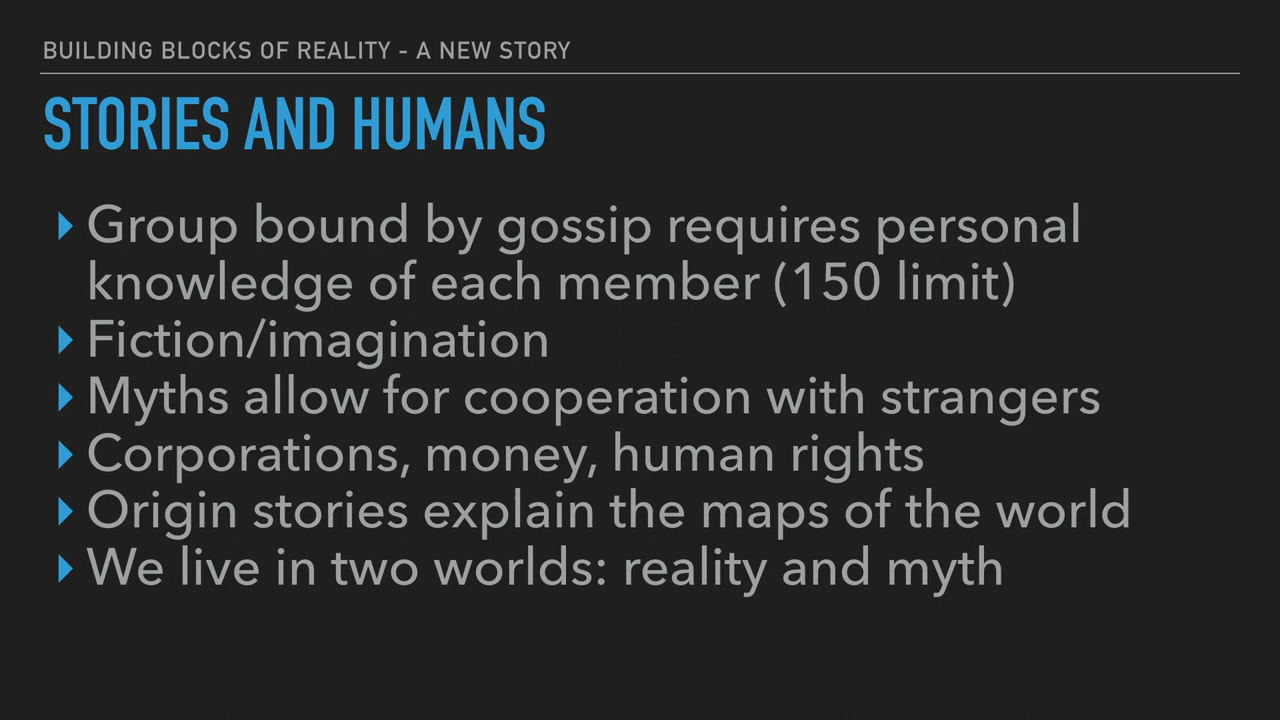 BUILDING BLOCKS OF REALITY - A NEW STORY
STORIES AND HUMANS
Group bound by gossip requires personal
knowledge of each member (150 limit)
Fiction/imagination
Myths allow for cooperation with strangers
Corporations, money, human rights
Origin stories explain the maps of the world
We live in two worlds: reality and myth